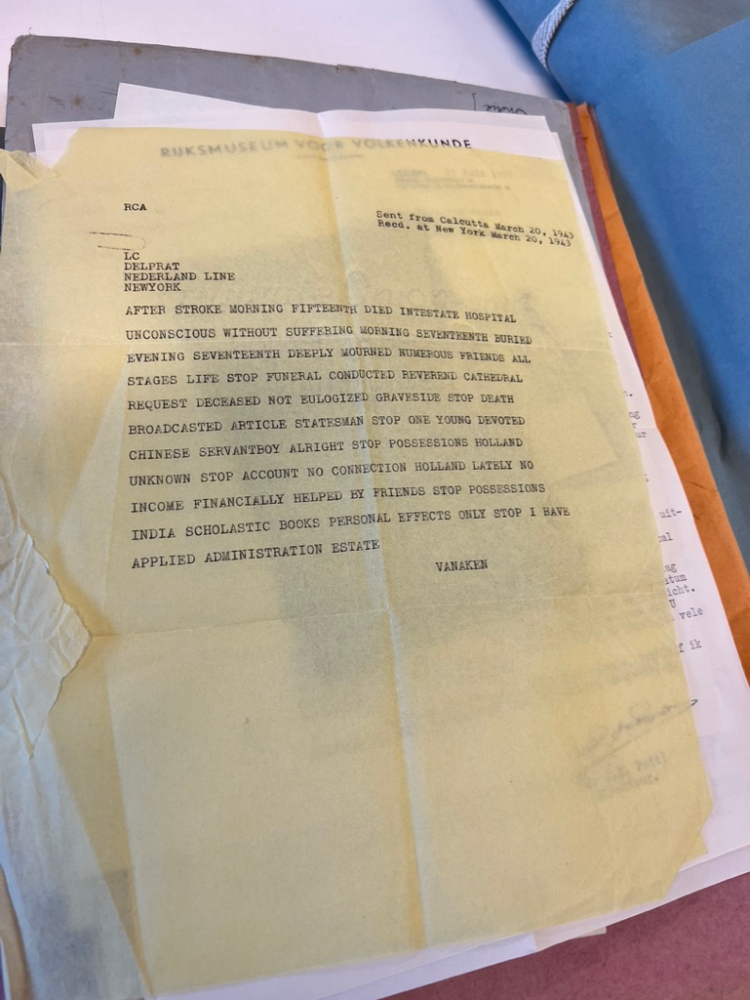 RIJKSMUSEUM VOOR VOLKENKUNDE
RCA
Sent from Calcutta March 20, 1943
Recd. at New York March 20, 1943
LC
DELPRAT
NEDERLAND LINE
NEWYORK
AFTER STROKE MORNING FIFTEENTH DIED INTESTATE HOSPITAL
UNCONSCIOUS WITHOUT SUFFERING MORNING SEVENTEENTH BURIED
EVENING SEVENTEENTH DEEPLY MOURNED NUMEROUS FRIENDS ALL
STAGES LIFE STOP FUNERAL CONDUCTED REVEREND CATHEDRAL
REQUEST DECEASED NOT EULOGIZED GRAVESIDE STOP DEATH
BROADCASTED ARTICLE STATESMAN STOP ONE YOUNG DEVOTED
CHINESE SERVANTBOY ALRIGHT STOP POSSESSIONS HOLLAND
UNKNOWN STOP ACCOUNT NO CONNECTION HOLLAND LATELY NO
INCOME FINANCIALLY HELPED BY FRIENDS STOP POSSESSIONS
INDIA SCHOLASTIC BOOKS PERSONAL EFFECTS ONLY STOP I HAVE
APPLIED ADMINISTRATION ESTATE
VANAKEN
uit-
U
vele
ik